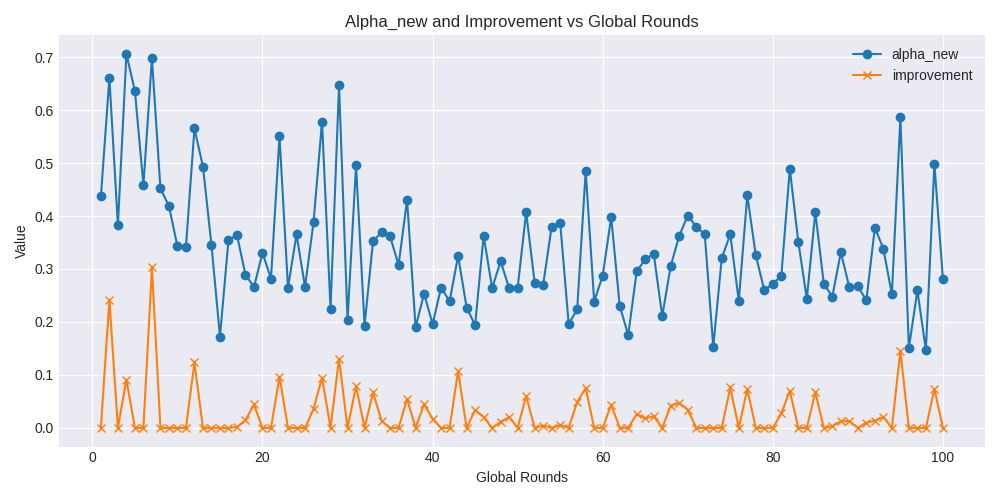 Alpha_new and Improvement vs Global Rounds
alpha_new
improvement
Value
0.7
0.6
0.5
0.4
0.3
0.2
0.1
0.0
0 20 40 60 80 100
Global Rounds